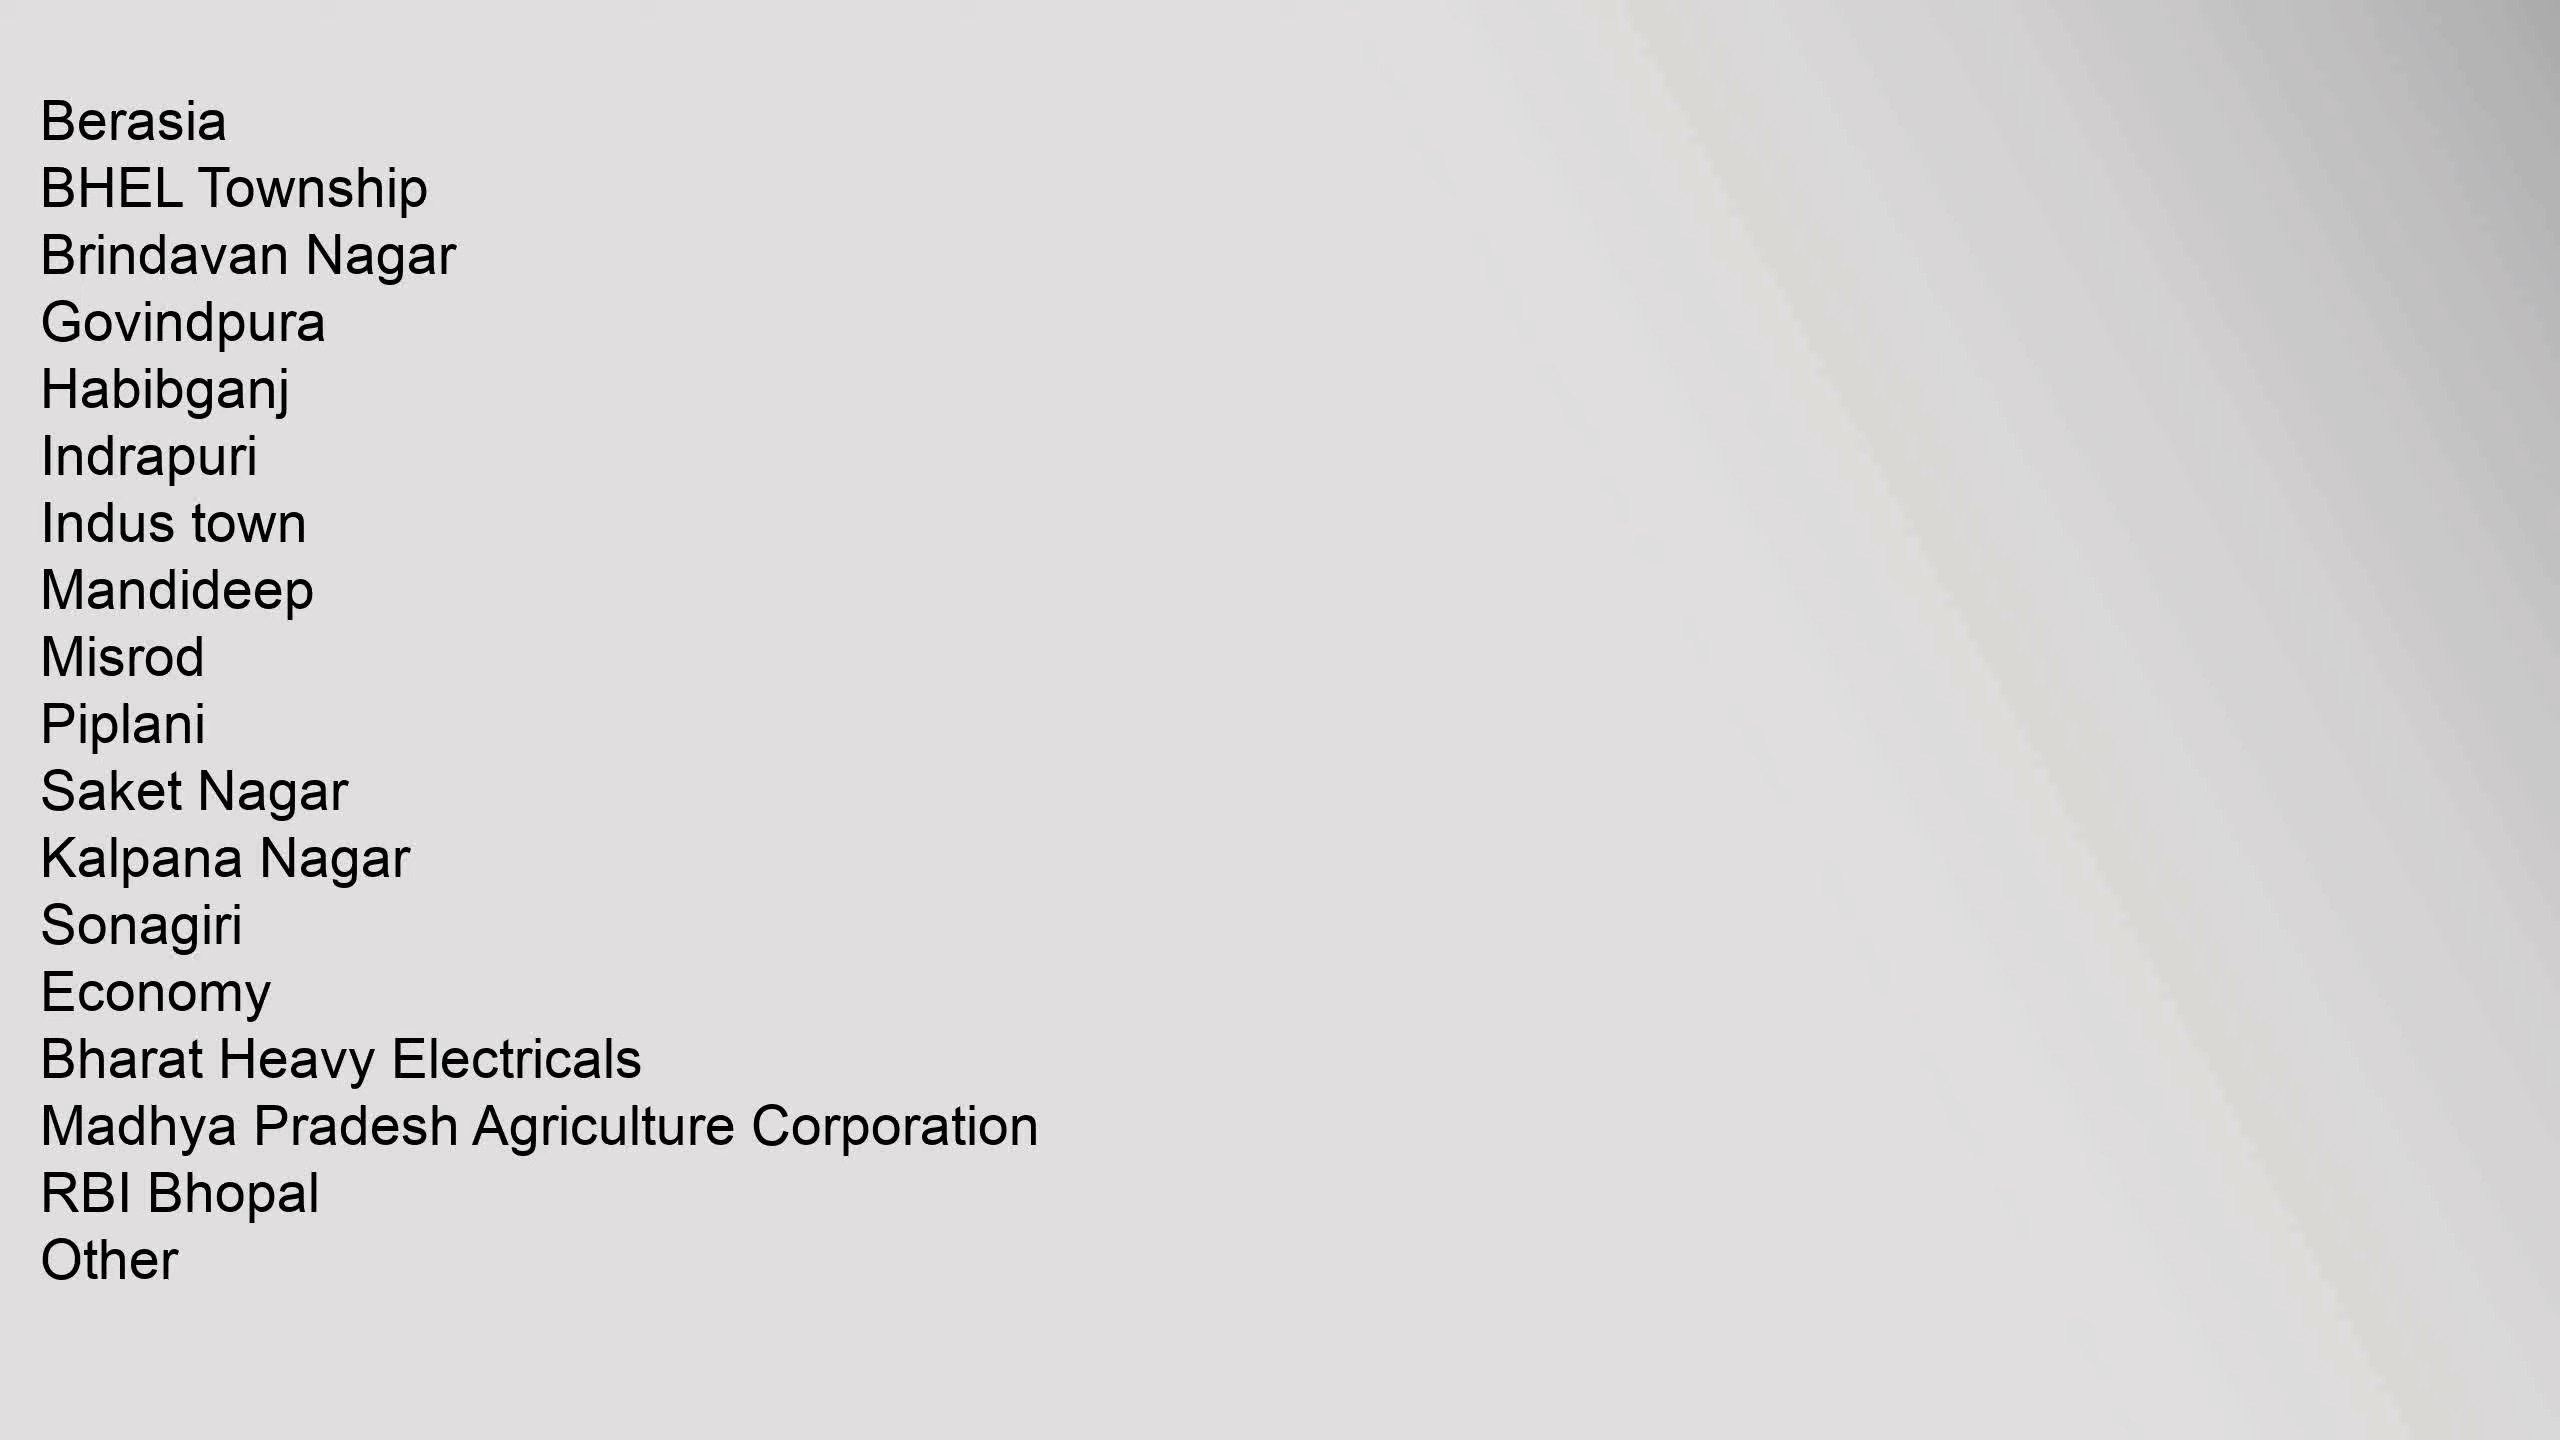 Berasia
BHEL Township
Brindavan Nagar
Govindpura
Habibganj
Indrapuri
Indus town
Mandideep
Misrod
Piplani
Saket Nagar
Kalpana Nagar
Sonagiri
Economy
Bharat Heavy Electricals
Madhya Pradesh Agriculture Corporation
RBI Bhopal
Other